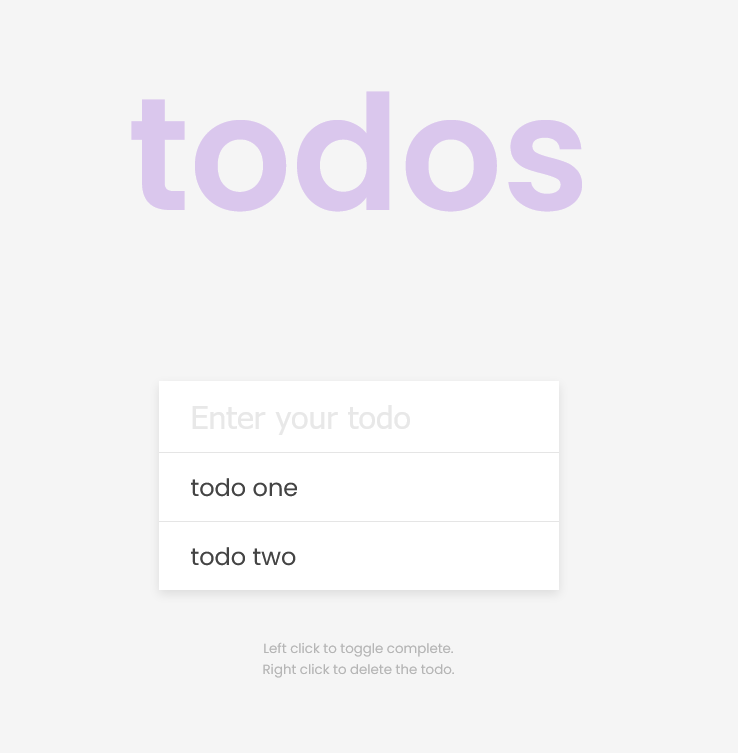 todos
Enter your todo
todo one
todo two
Left click to toggle complete.
Right click to delete the todo.